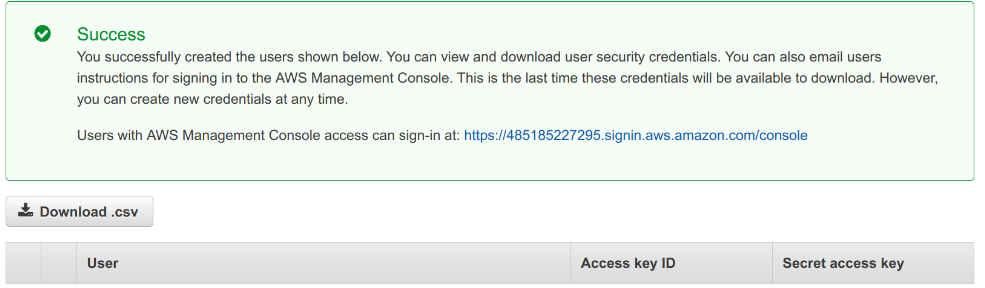 Success
You successfully created the users shown below. You can view and download user security credentials. You can also email users
instructions for signing in to the AWS Management Console. This is the last time these credentials will be available to download. However,
you can create new credentials at any time.
Users with AWS Management Console access can sign-in at: https://485185227295.signin.aws.amazon.com/console
Download .csv
User Access key ID Secret access key